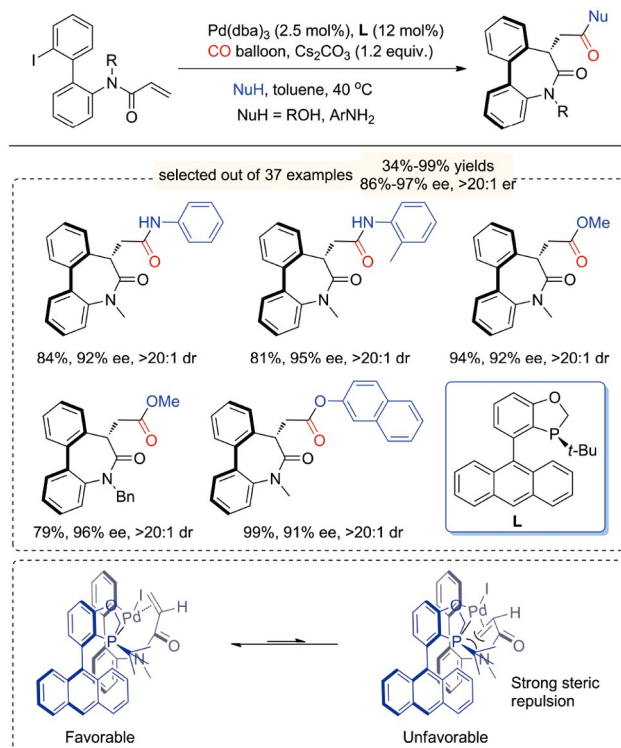 Pd(dba)₃ (2.5 mol%), L (12 mol%)
CO balloon, Cs₂CO₃ (1.2 equiv.)
NuH, toluene, 40 °C
NuH = ROH, ArNH₂
I
R
N
O
Nu
O
O
N
R
selected out of 37 examples
34%-99% yields
86%-97% ee, >20:1 er
HN
O
O
N
84%, 92% ee, >20:1 dr
HN
O
O
N
81%, 95% ee, >20:1 dr
OMe
O
O
N
94%, 92% ee, >20:1 dr
OMe
O
O
N
Bn
79%, 96% ee, >20:1 dr
O
O
O
N
99%, 91% ee, >20:1 dr
O
P
t-Bu
L
O
Pd
I
H
P
O
N
Favorable
O
Pd
I
H
P
O
N
Strong steric
repulsion
Unfavorable